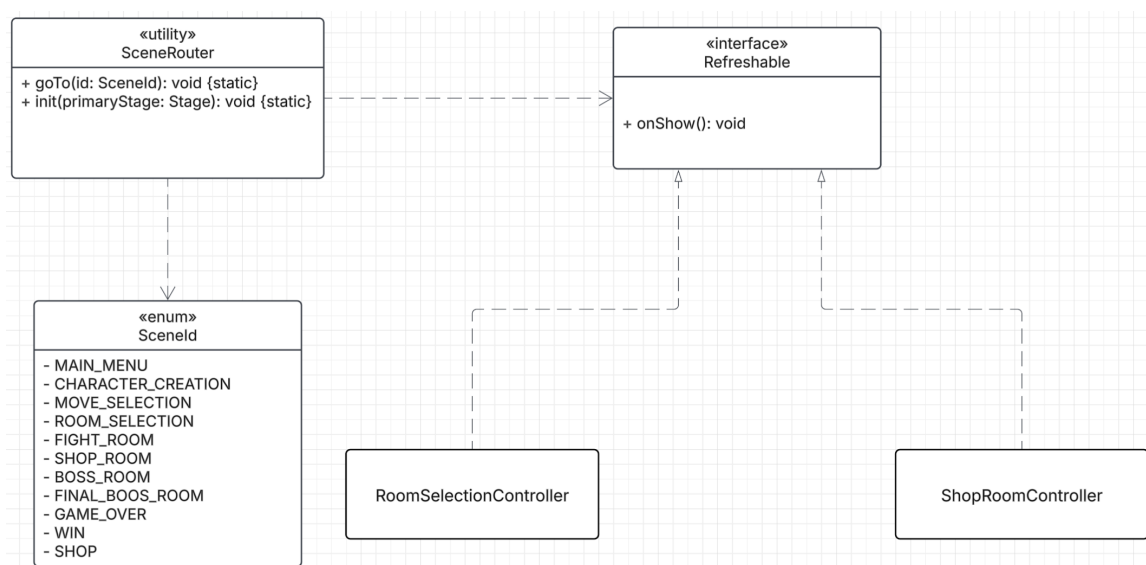 «utility»
SceneRouter
+ goTo(id: SceneId): void {static}
+ init(primaryStage: Stage): void {static}
«interface»
Refreshable
+ onShow(): void
«enum»
SceneId
- MAIN_MENU
- CHARACTER_CREATION
- MOVE_SELECTION
- ROOM_SELECTION
- FIGHT_ROOM
- SHOP_ROOM
- BOSS_ROOM
- FINAL_BOOS_ROOM
- GAME_OVER
- WIN
- SHOP
RoomSelectionController
ShopRoomController